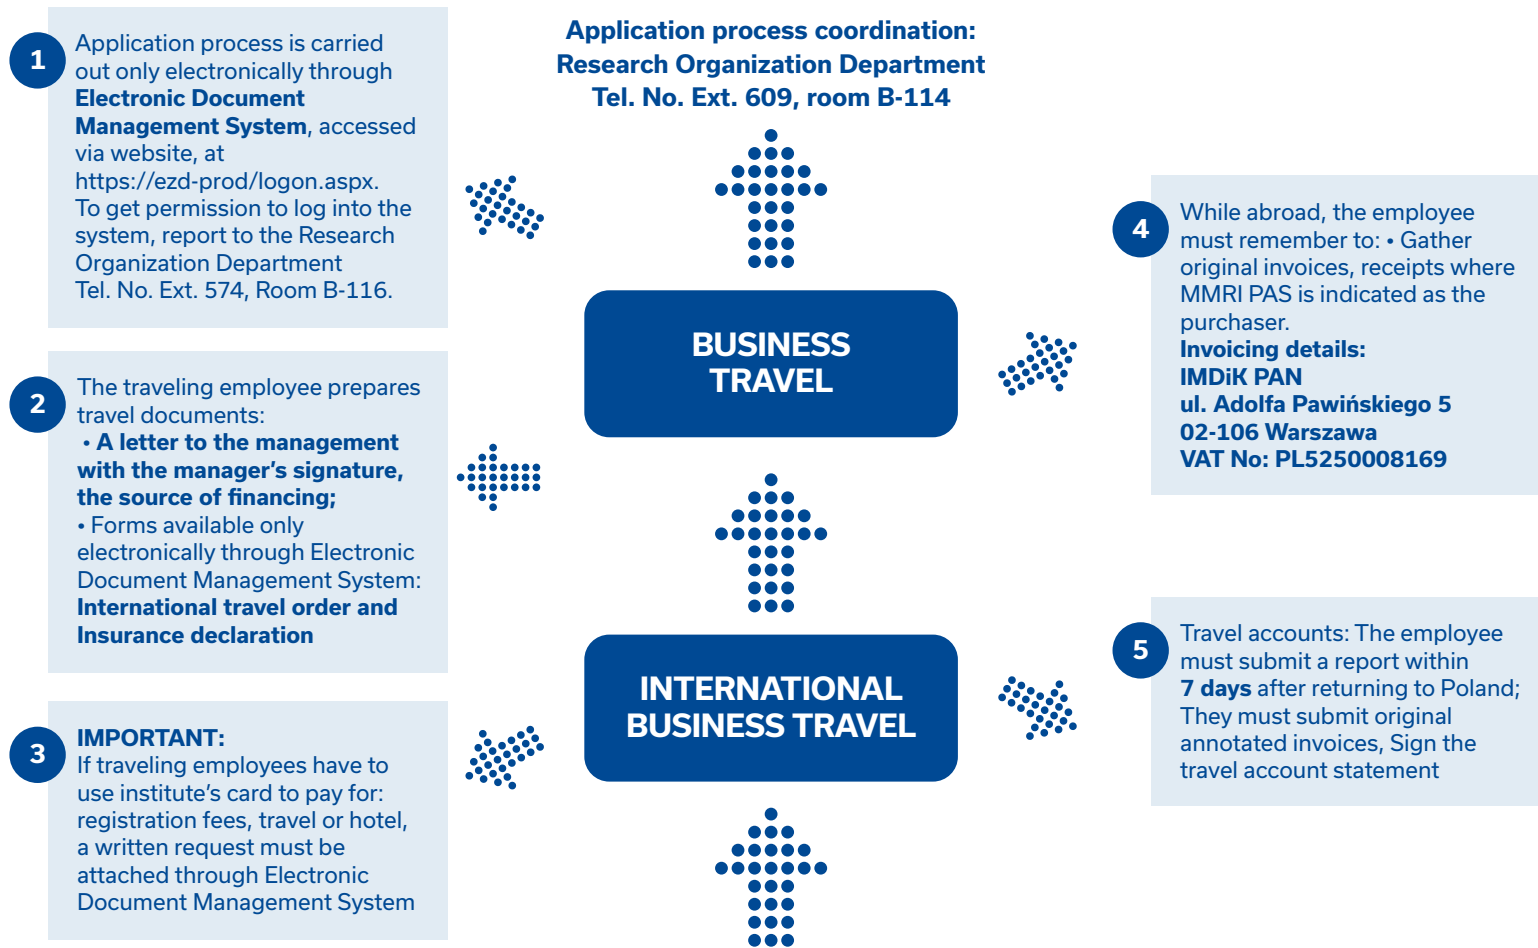 1
Application process is carried
out only electronically through
Electronic Document
Management System, accessed
via website, at
https://ezd-prod/logon.aspx.
To get permission to log into the
system, report to the Research
Organization Department
Tel. No. Ext. 574, Room B-116.
2
The traveling employee prepares
travel documents:
• A letter to the management
with the manager's signature,
the source of financing;
• Forms available only
electronically through Electronic
Document Management System:
International travel order and
Insurance declaration
3
IMPORTANT:
If traveling employees have to
use institute's card to pay for:
registration fees, travel or hotel,
a written request must be
attached through Electronic
Document Management System
Application process coordination:
Research Organization Department
Tel. No. Ext. 609, room B-114
BUSINESS
TRAVEL
INTERNATIONAL
BUSINESS TRAVEL
4
While abroad, the employee
must remember to: • Gather
original invoices, receipts where
MMRI PAS is indicated as the
purchaser.
Invoicing details:
IMDiK PAN
ul. Adolfa Pawińskiego 5
02-106 Warszawa
VAT No: PL5250008169
5
Travel accounts: The employee
must submit a report within
7 days after returning to Poland;
They must submit original
annotated invoices, Sign the
travel account statement